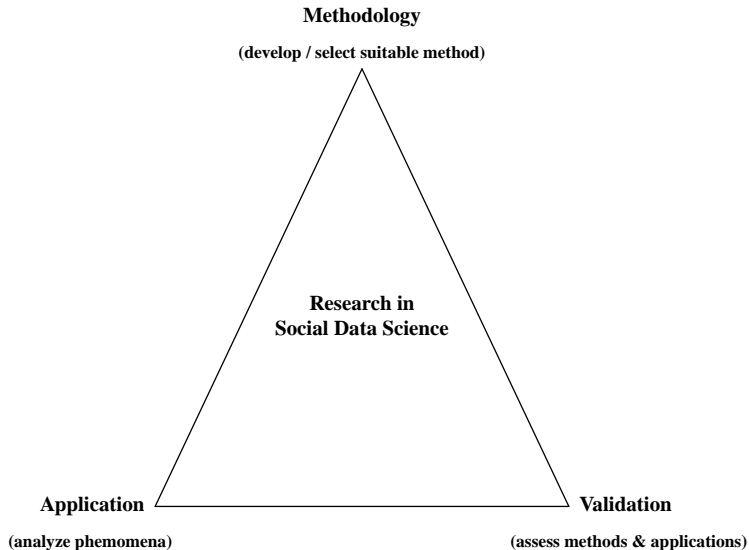 Methodology
(develop / select suitable method)
Research in
Social Data Science
Application
Validation
(analyze phemomena)
(assess methods & applications)